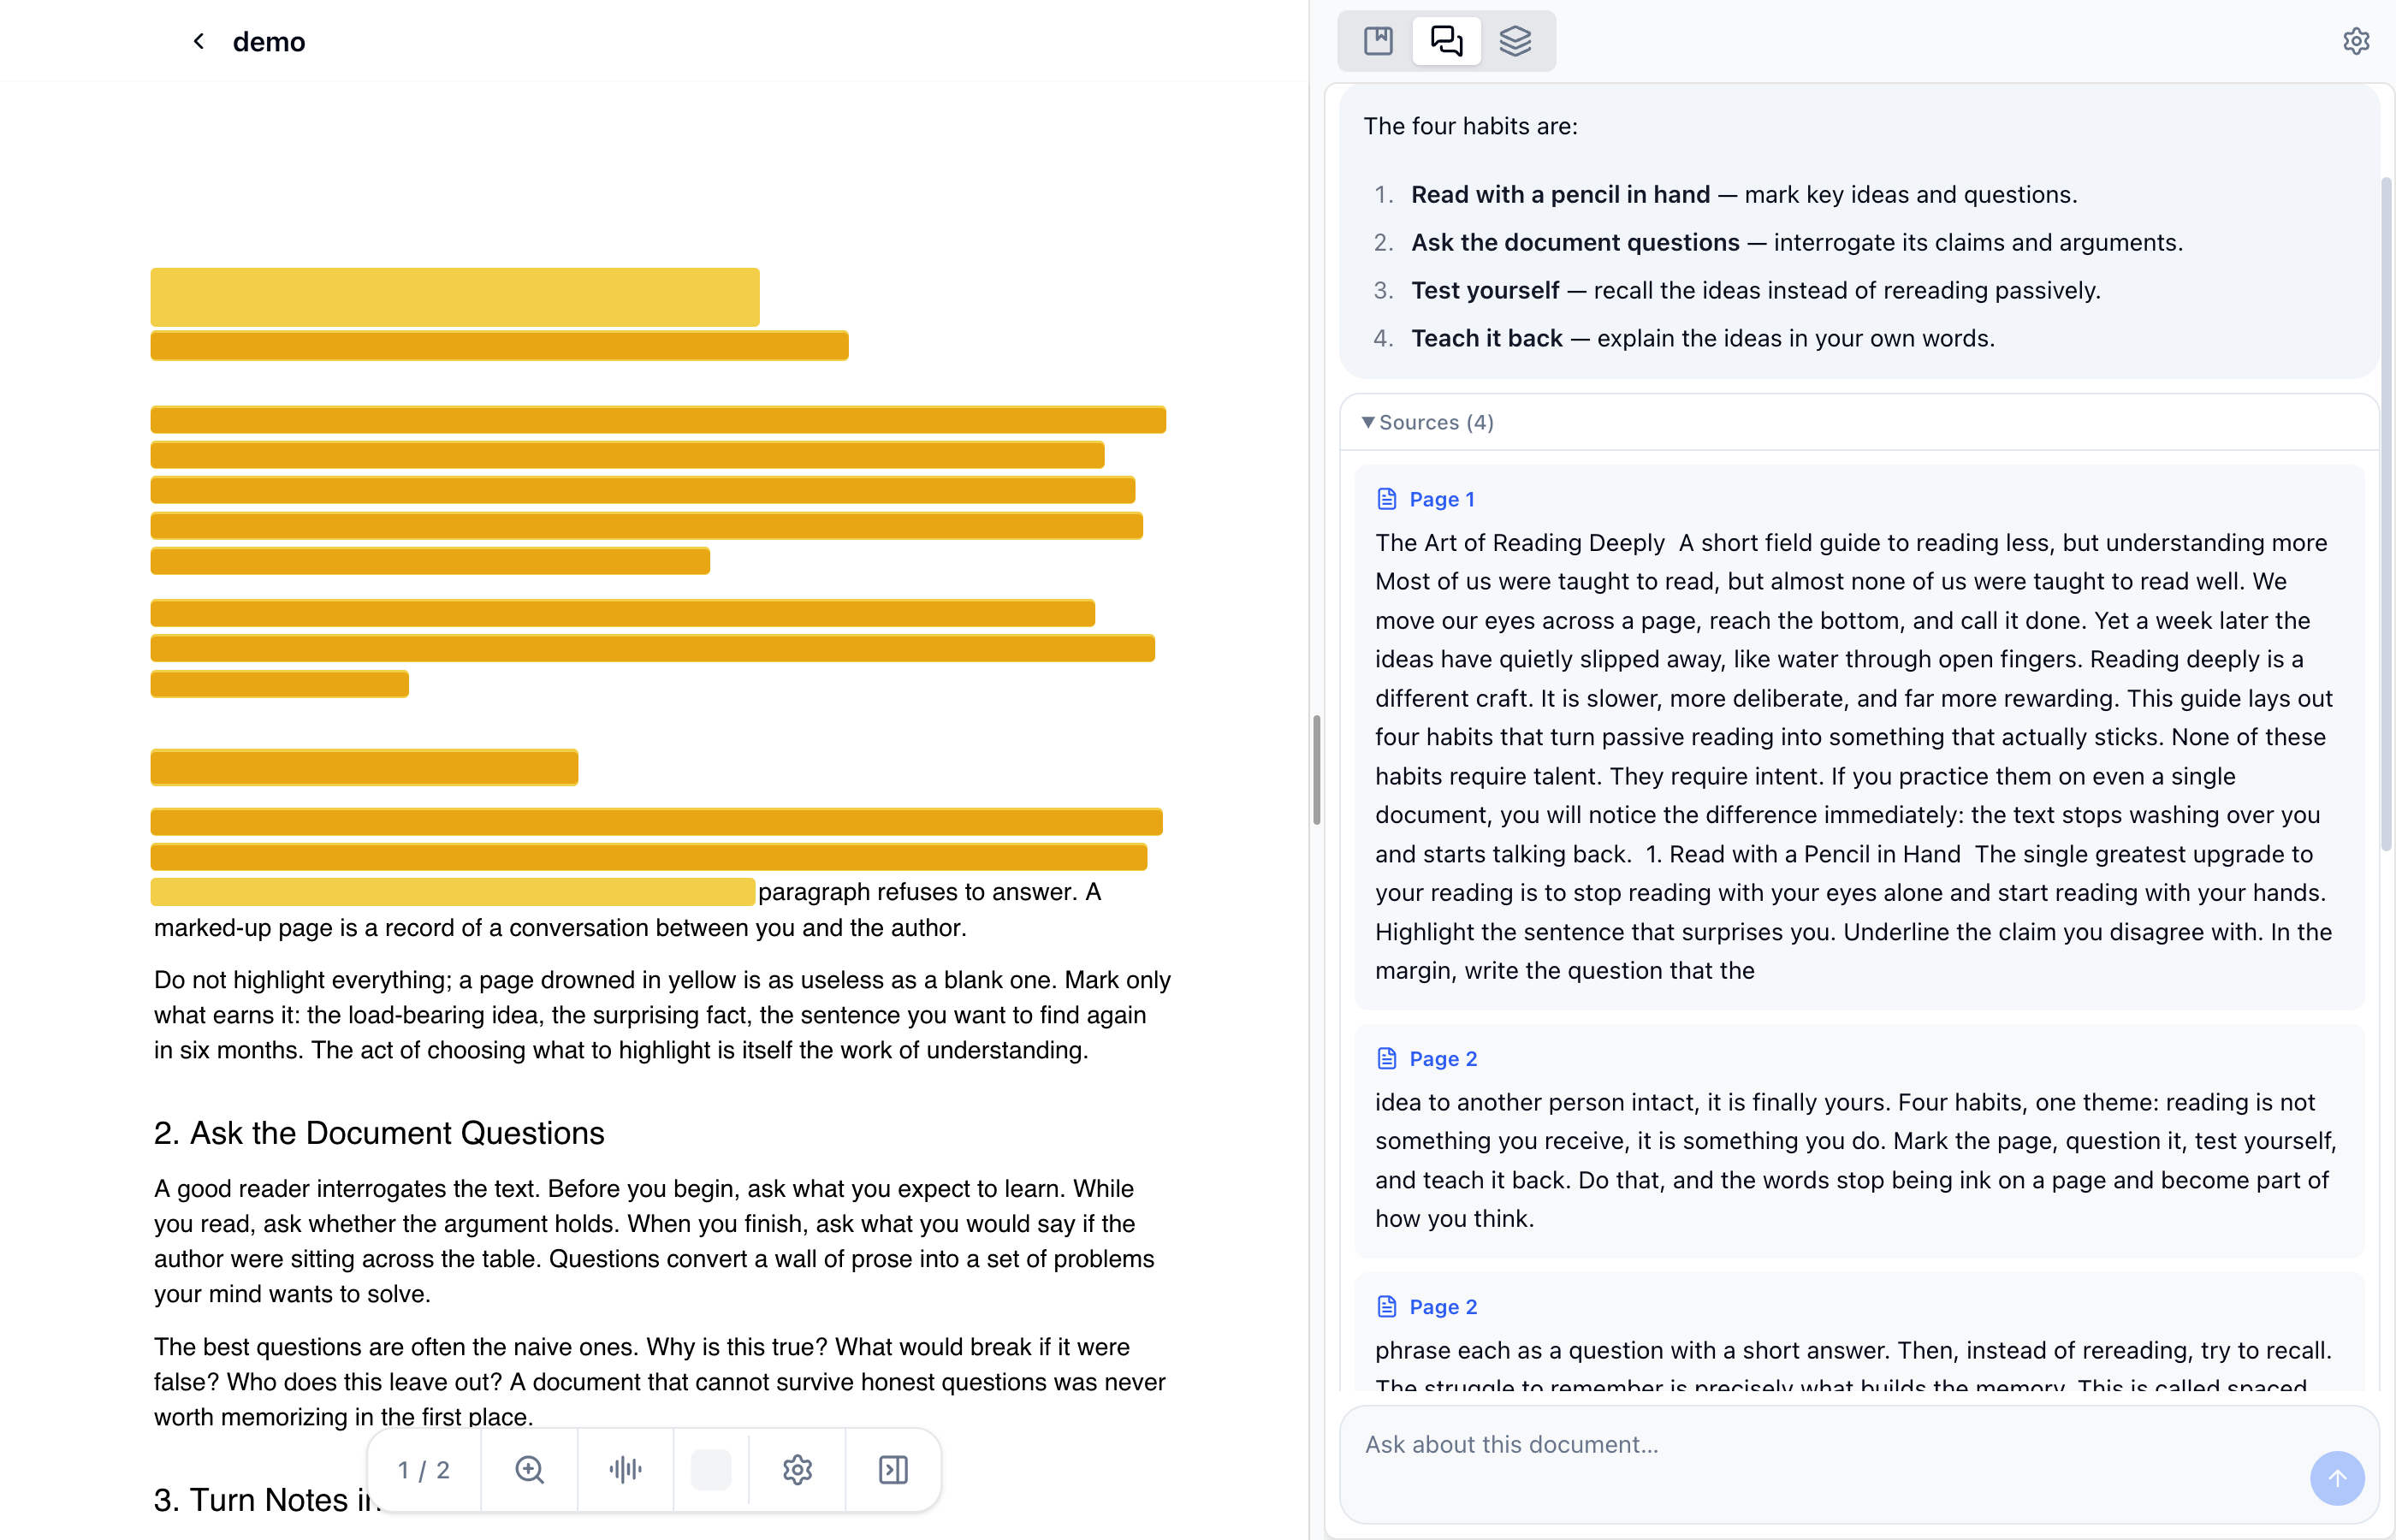 demo
paragraph refuses to answer. A
marked-up page is a record of a conversation between you and the author.
Do not highlight everything; a page drowned in yellow is as useless as a blank one. Mark only
what earns it: the load-bearing idea, the surprising fact, the sentence you want to find again
in six months. The act of choosing what to highlight is itself the work of understanding.
2. Ask the Document Questions
A good reader interrogates the text. Before you begin, ask what you expect to learn. While
you read, ask whether the argument holds. When you finish, ask what you would say if the
author were sitting across the table. Questions convert a wall of prose into a set of problems
your mind wants to solve.
The best questions are often the naive ones. Why is this true? What would break if it were
false? Who does this leave out? A document that cannot survive honest questions was never
worth memorizing in the first place.
3. Turn Notes
1 / 2
The four habits are:
1. Read with a pencil in hand — mark key ideas and questions.
2. Ask the document questions — interrogate its claims and arguments.
3. Test yourself — recall the ideas instead of rereading passively.
4. Teach it back — explain the ideas in your own words.
Sources (4)
Page 1
The Art of Reading Deeply A short field guide to reading less, but understanding more
Most of us were taught to read, but almost none of us were taught to read well. We
move our eyes across a page, reach the bottom, and call it done. Yet a week later the
ideas have quietly slipped away, like water through open fingers. Reading deeply is a
different craft. It is slower, more deliberate, and far more rewarding. This guide lays out
four habits that turn passive reading into something that actually sticks. None of these
habits require talent. They require intent. If you practice them on even a single
document, you will notice the difference immediately: the text stops washing over you
and starts talking back. 1. Read with a Pencil in Hand The single greatest upgrade to
your reading is to stop reading with your eyes alone and start reading with your hands.
Highlight the sentence that surprises you. Underline the claim you disagree with. In the
margin, write the question that the
Page 2
idea to another person intact, it is finally yours. Four habits, one theme: reading is not
something you receive, it is something you do. Mark the page, question it, test yourself,
and teach it back. Do that, and the words stop being ink on a page and become part of
how you think.
Page 2
phrase each as a question with a short answer. Then, instead of rereading, try to recall.
The struggle to remember is precisely what builds the memory. This is called spaced
Ask about this document...